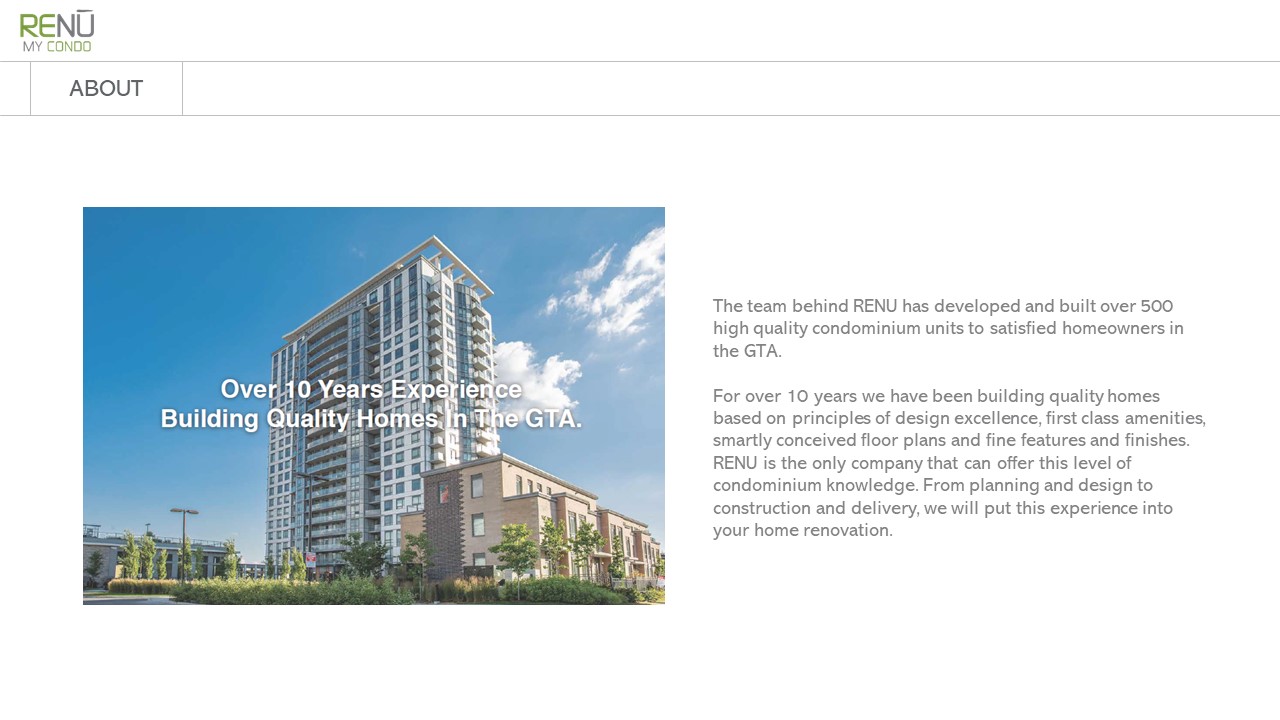 RENŪ
MY CONDO
ABOUT
Over 10 Years Experience
Building Quality Homes In The GTA.
The team behind RENU has developed and built over 500
high quality condominium units to satisfied homeowners in
the GTA.
For over 10 years we have been building quality homes
based on principles of design excellence, first class amenities,
smartly conceived floor plans and fine features and finishes.
RENU is the only company that can offer this level of
condominium knowledge. From planning and design to
construction and delivery, we will put this experience into
your home renovation.